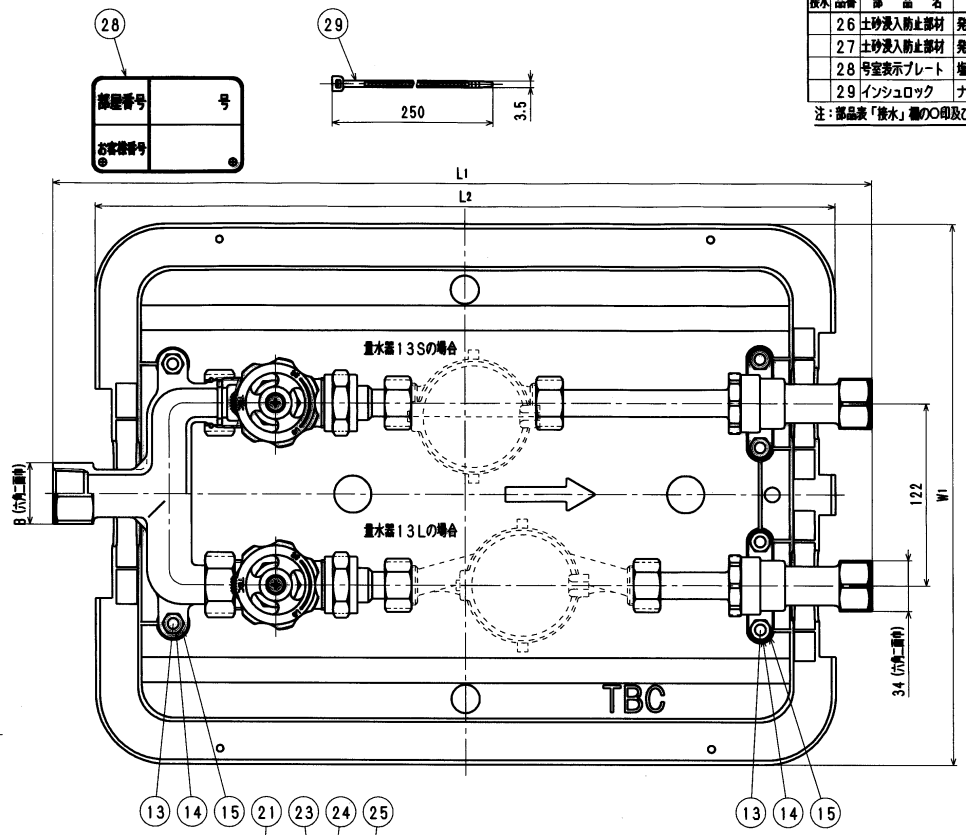 28
29
接水 品番 部 品 名
26 土砂浸入防止部材 発
27 土砂浸入防止部材 発
28 号室表示プレート 塩
29 インシュロック ナ
注:部品表「接水」欄の○印及び
部屋番号 号
お客様番号
250
3.5
L1
L2
量水器13Sの場合
B (六角二面巾)
122
W1
量水器13Lの場合
34 (六角二面巾)
TBC
13 14 15 21 23 24 25 13 14 15